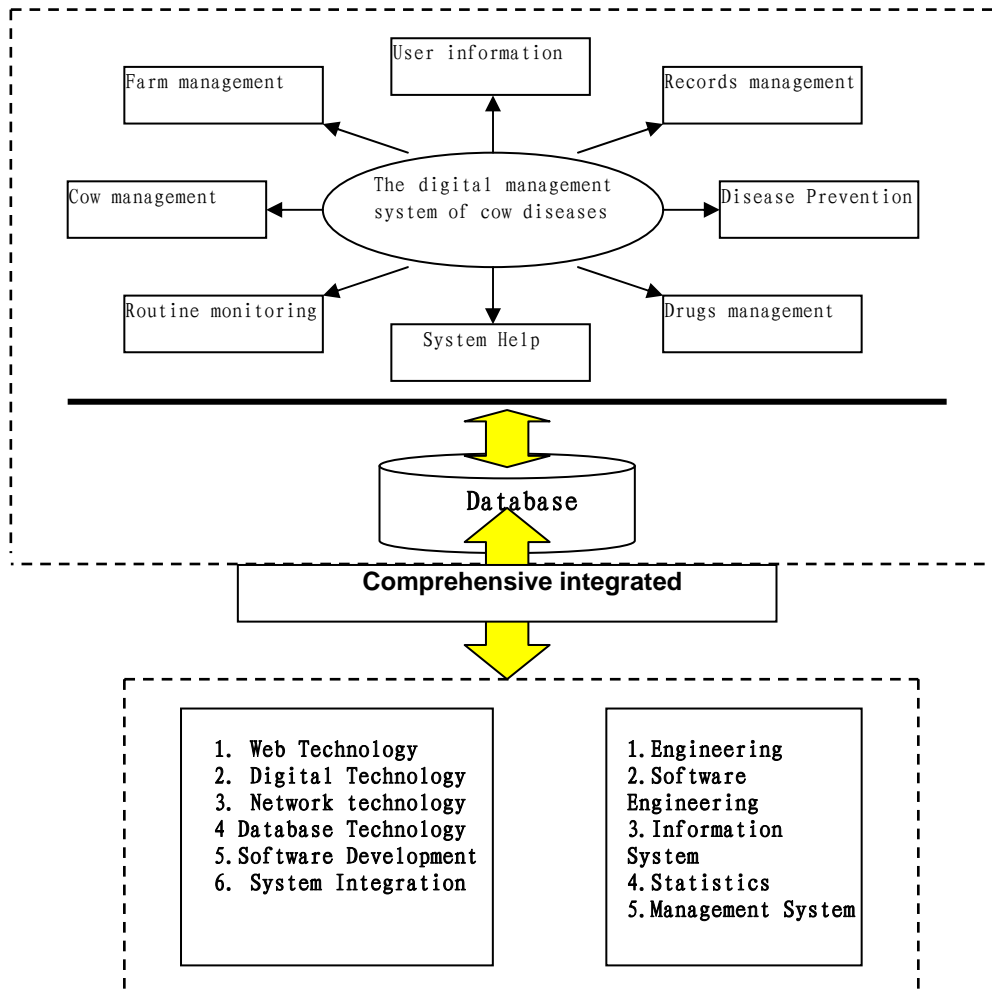 User information
Farm management
Records management
The digital management
system of cow diseases
Cow management
Disease Prevention
Routine monitoring
Drugs management
System Help
Database
Comprehensive integrated
1. Web Technology
2. Digital Technology
3. Network technology
4 Database Technology
5. Software Development
6. System Integration
1. Engineering
2. Software
Engineering
3. Information
System
4. Statistics
5. Management System